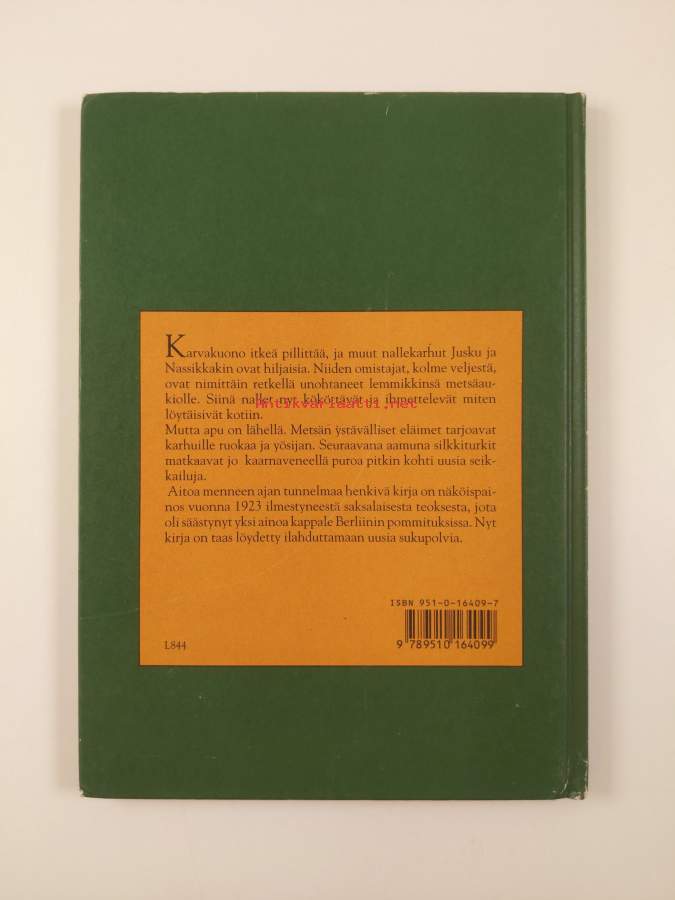 Karvakuono itkeä pillittää, ja muut nallekarhut Jusku ja
Nassikkakin ovat hiljaisia. Niiden omistajat, kolme veljestä,
ovat nimittäin retkellä unohtaneet lemmikkinsä metsäau-
kiolle. Siinä nallet nyt kököttävät ja ihmettelevät miten
Antikvariaatti.net
löytäisivät kotiin.
Mutta apu on lähellä. Metsän ystävälliset eläimet tarjoavat
karhuille ruokaa ja yösijan. Seuraavana aamuna silkkiturkit
matkaavat jo kaarnaveneellä puroa pitkin kohti uusia seik-
kailuja.
Aitoa menneen ajan tunnelmaa henkivä kirja on näköispai-
nos vuonna 1923 ilmestyneestä saksalaisesta teoksesta, jota
oli säästynyt yksi ainoa kappale Berliinin pommituksissa. Nyt
kirja on taas löydetty ilahduttamaan uusia sukupolvia.
ISBN 951-0-16409-7
9 789510 164099
L844